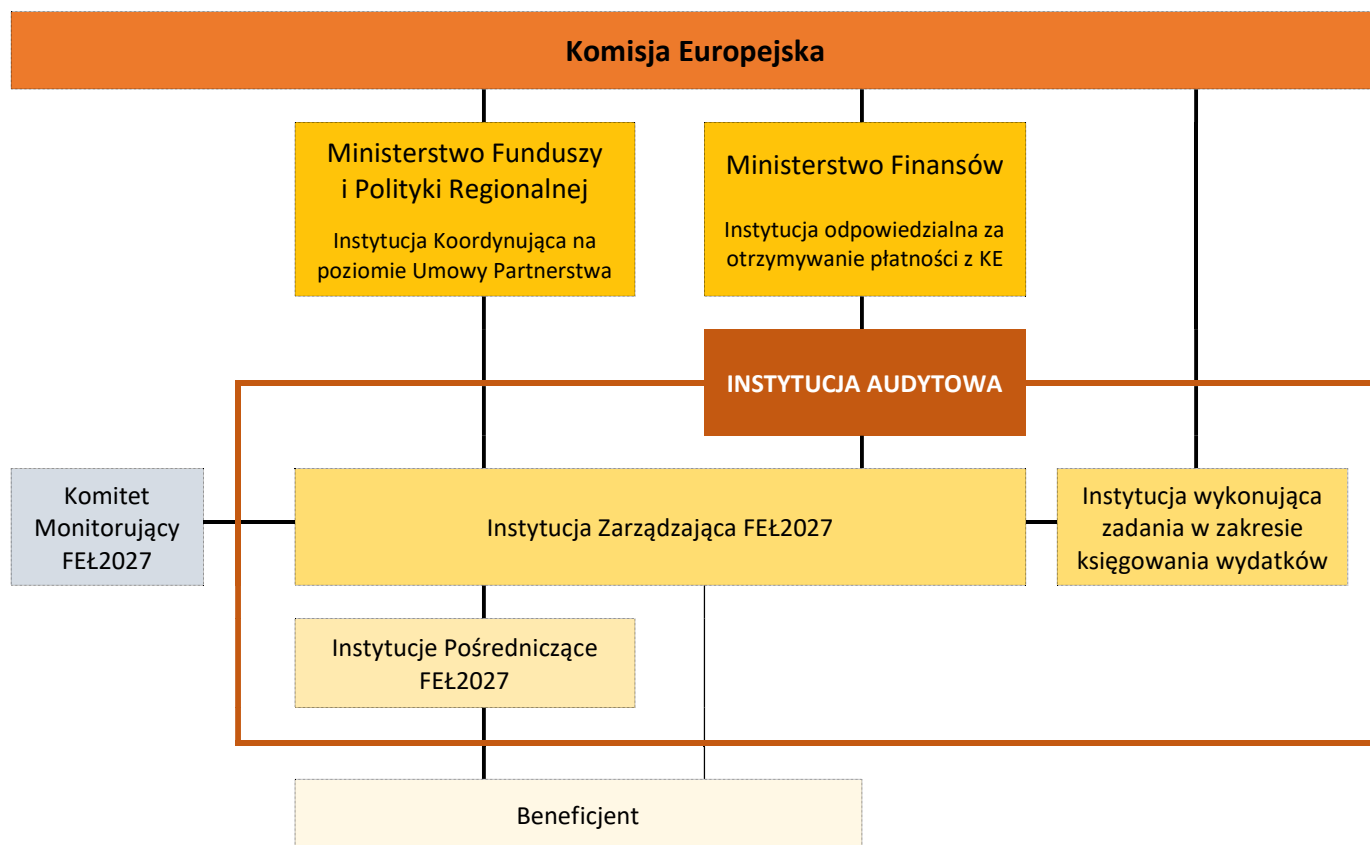 Komisja Europejska
Ministerstwo Funduszy
i Polityki Regionalnej
Instytucja Koordynująca na
poziomie Umowy Partnerstwa
Ministerstwo Finansów
Instytucja odpowiedzialna za
otrzymywanie płatności z KE
INSTYTUCJA AUDYTOWA
Komitet
Monitorujący
FEŁ2027
Instytucja Zarządzająca FEŁ2027
Instytucja wykonująca
zadania w zakresie
księgowania wydatków
Instytucje Pośredniczące
FEŁ2027
Beneficjent